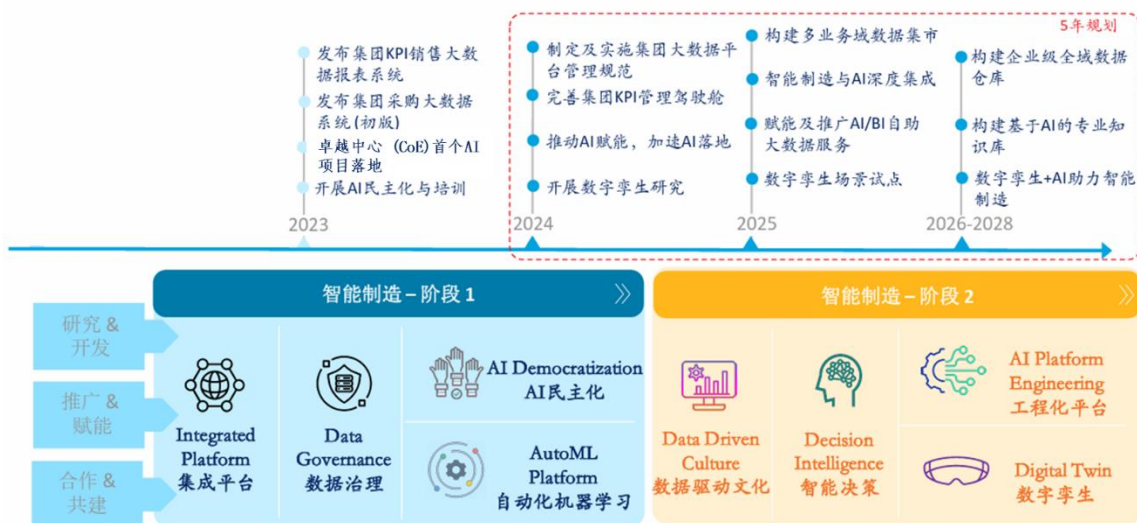 5年规划
发布集团KPI销售大数
据报表系统
发布集团采购大数据
系统(初版)
卓越中心 (CoE)首个AI
项目落地
开展AI民主化与培训
2023
制定及实施集团大数据平
台管理规范
完善集团KPI管理驾驶舱
推动AI赋能，加速AI落地
开展数字孪生研究
2024
构建多业务域数据集市
智能制造与AI深度集成
赋能及推广AI/BI自助
大数据服务
数字孪生场景试点
2025
构建企业级全域数据
仓库
构建基于AI的专业知
识库
数字孪生+AI助力智能
制造
2026-2028
研究 &
开发
推广 &
赋能
合作 &
共建
智能制造–阶段 1
Integrated
Platform
集成平台
Data
Governance
数据治理
AI Democratization
AI民主化
AutoML
Platform
自动化机器学习
智能制造–阶段 2
Data Driven
Culture
数据驱动文化
Decision
Intelligence
智能决策
AI Platform
Engineering
工程化平台
Digital Twin
数字孪生